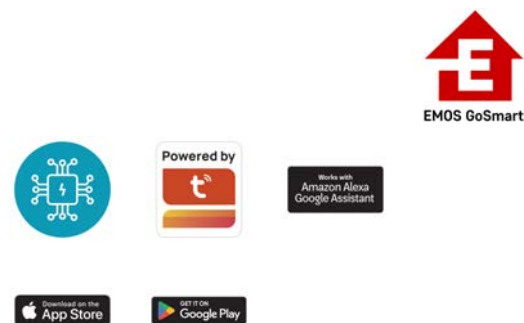 E
EMOS GoSmart
Powered by
t
Works with
Amazon Alexa
Google Assistant
Download on the
App Store
GET IT ON
Google Play